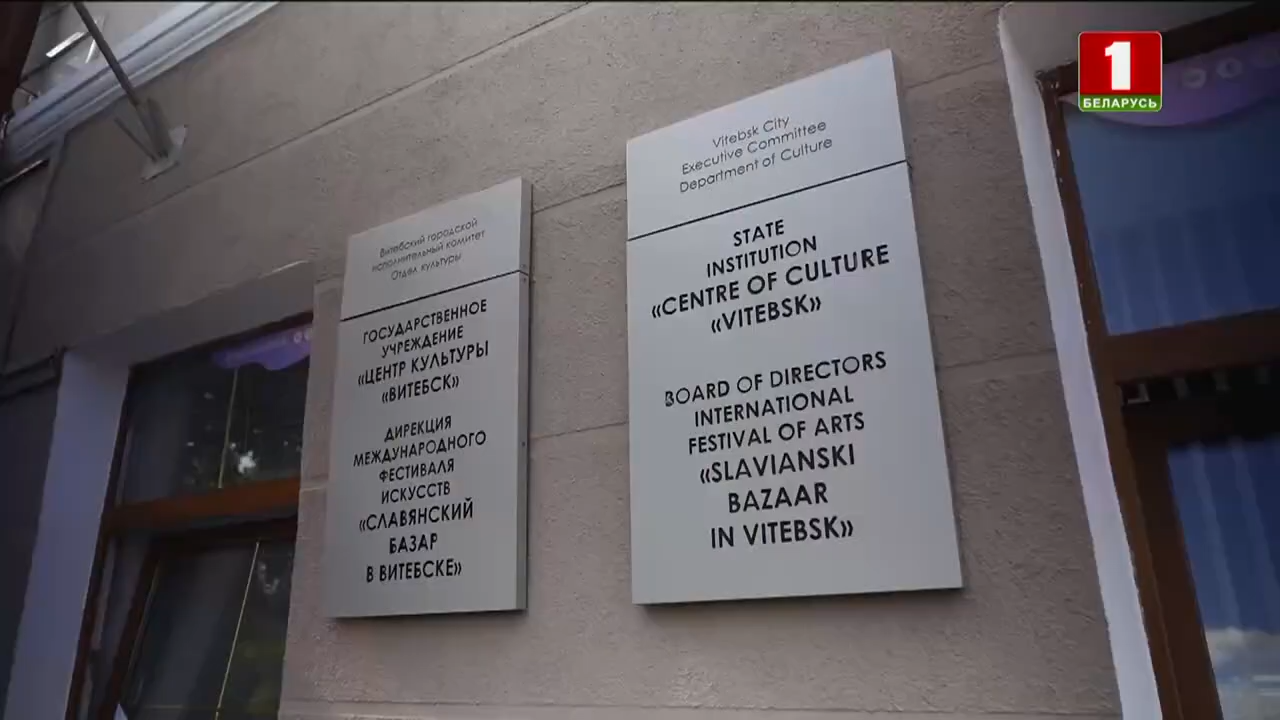 Витебский городской
исполнительный комитет
Отдел культуры
ГОСУДАРСТВЕННОЕ
УЧРЕЖДЕНИЕ
«ЦЕНТР КУЛЬТУРЫ
«ВИТЕБСК»
ДИРЕКЦИЯ
МЕЖДУНАРОДНОГО
ФЕСТИВАЛЯ
ИСКУССТВ
«СЛАВЯНСКИЙ
БАЗАР
В ВИТЕБСКЕ»
Vitebsk City
Executive Committee
Department of Culture
STATE
INSTITUTION
«CENTRE OF CULTURE
«VITEBSK»
BOARD OF DIRECTORS
INTERNATIONAL
FESTIVAL OF ARTS
«SLAVIANSKI
BAZAAR
IN VITEBSK»
1
БЕЛАРУСЬ